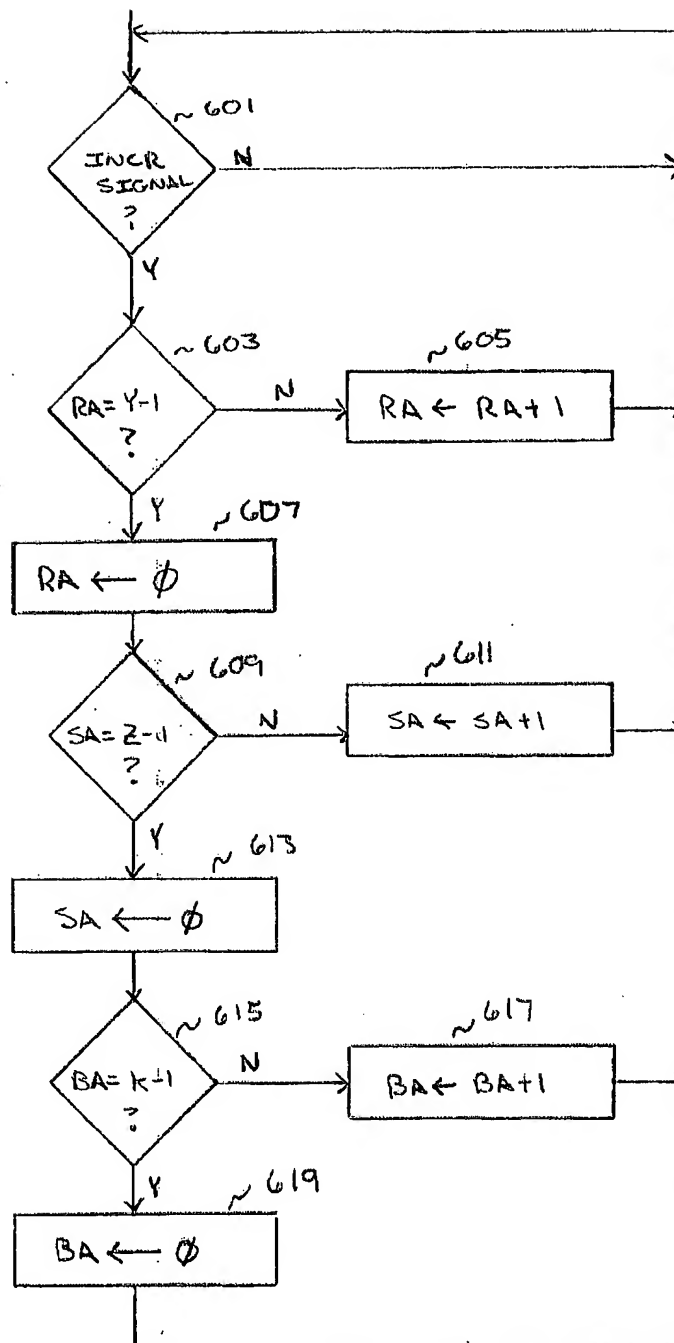 ~ 601
INCR
SIGNAL
?
N
Y
~ 603
RA = Y-1
?
N
~ 605
RA ← RA+1
Y
~ 607
RA ← ∅
~ 609
SA = Z-1
?
N
~ 611
SA ← SA+1
Y
~ 613
SA ← ∅
~ 615
BA = K-1
?
N
~ 617
BA ← BA+1
Y
~ 619
BA ← ∅